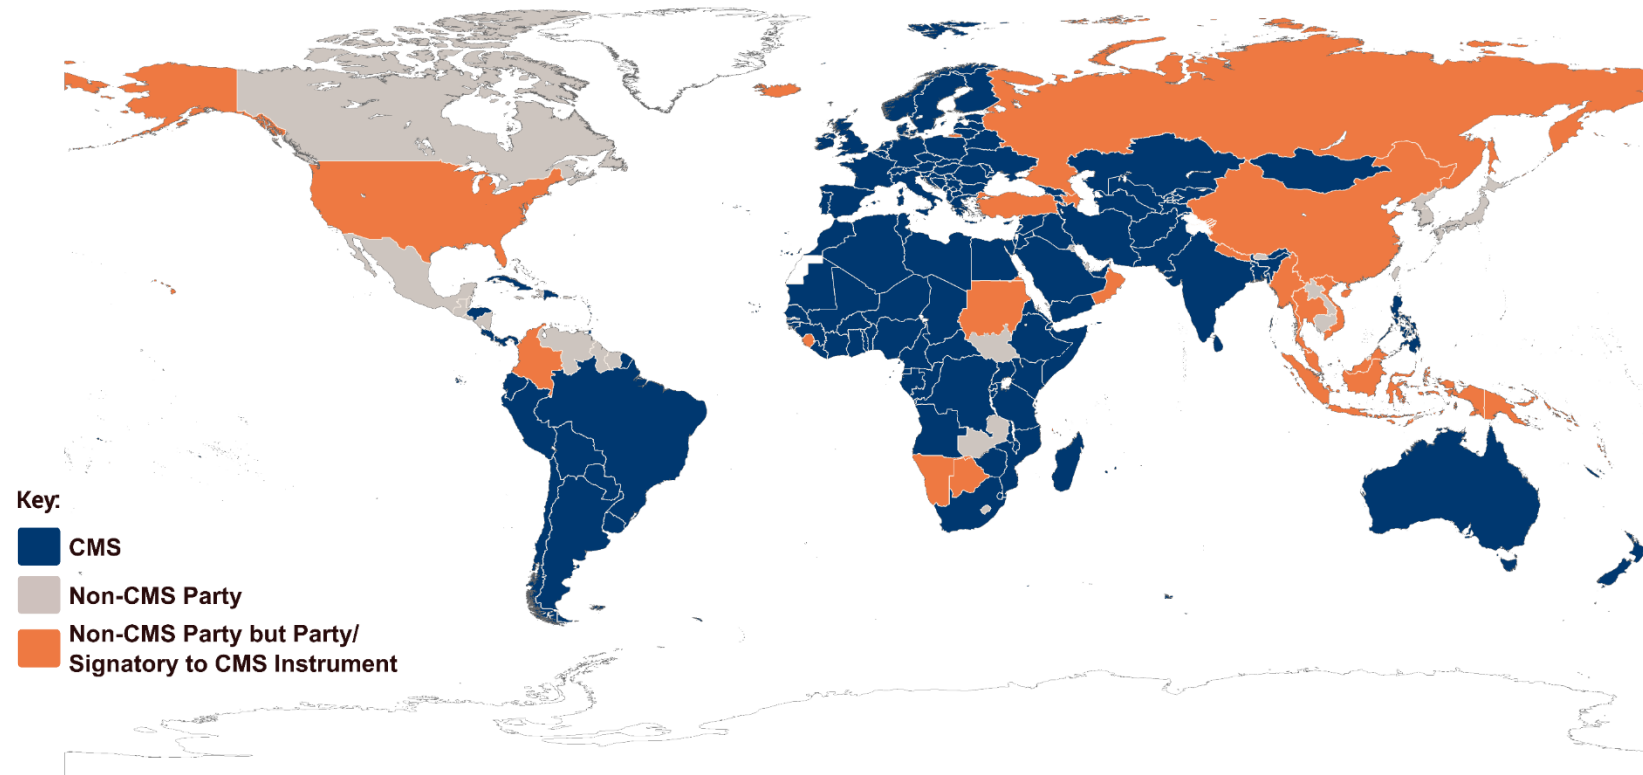 Key:
CMS
Non-CMS Party
Non-CMS Party but Party/
Signatory to CMS Instrument